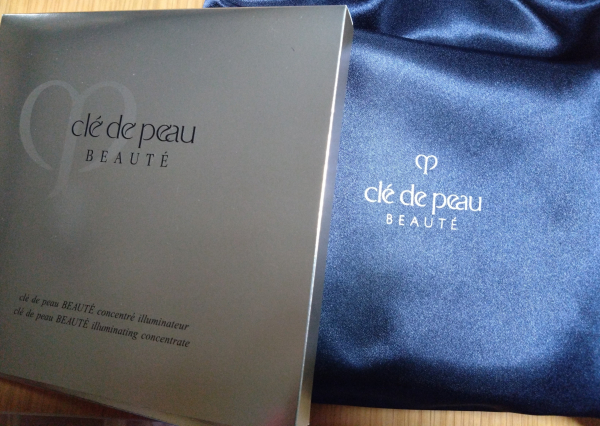 clé de peau
BEAUTÉ
clé de peau BEAUTÉ concentré illuminateur
clé de peau BEAUTÉ illuminating concentrate
clé de peau
BEAUTÉ